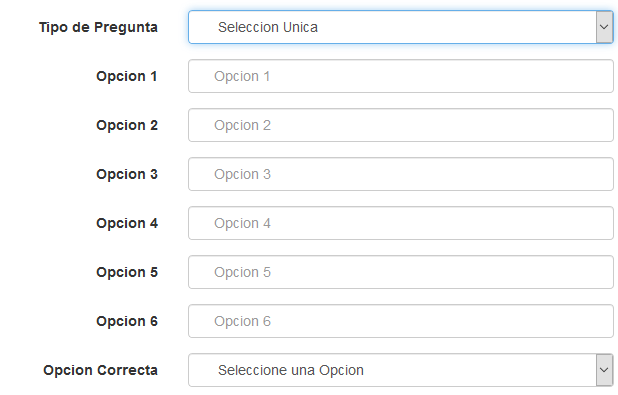 Tipo de Pregunta Seleccion Unica
Opcion 1 Opcion 1
Opcion 2 Opcion 2
Opcion 3 Opcion 3
Opcion 4 Opcion 4
Opcion 5 Opcion 5
Opcion 6 Opcion 6
Opcion Correcta Seleccione una Opcion